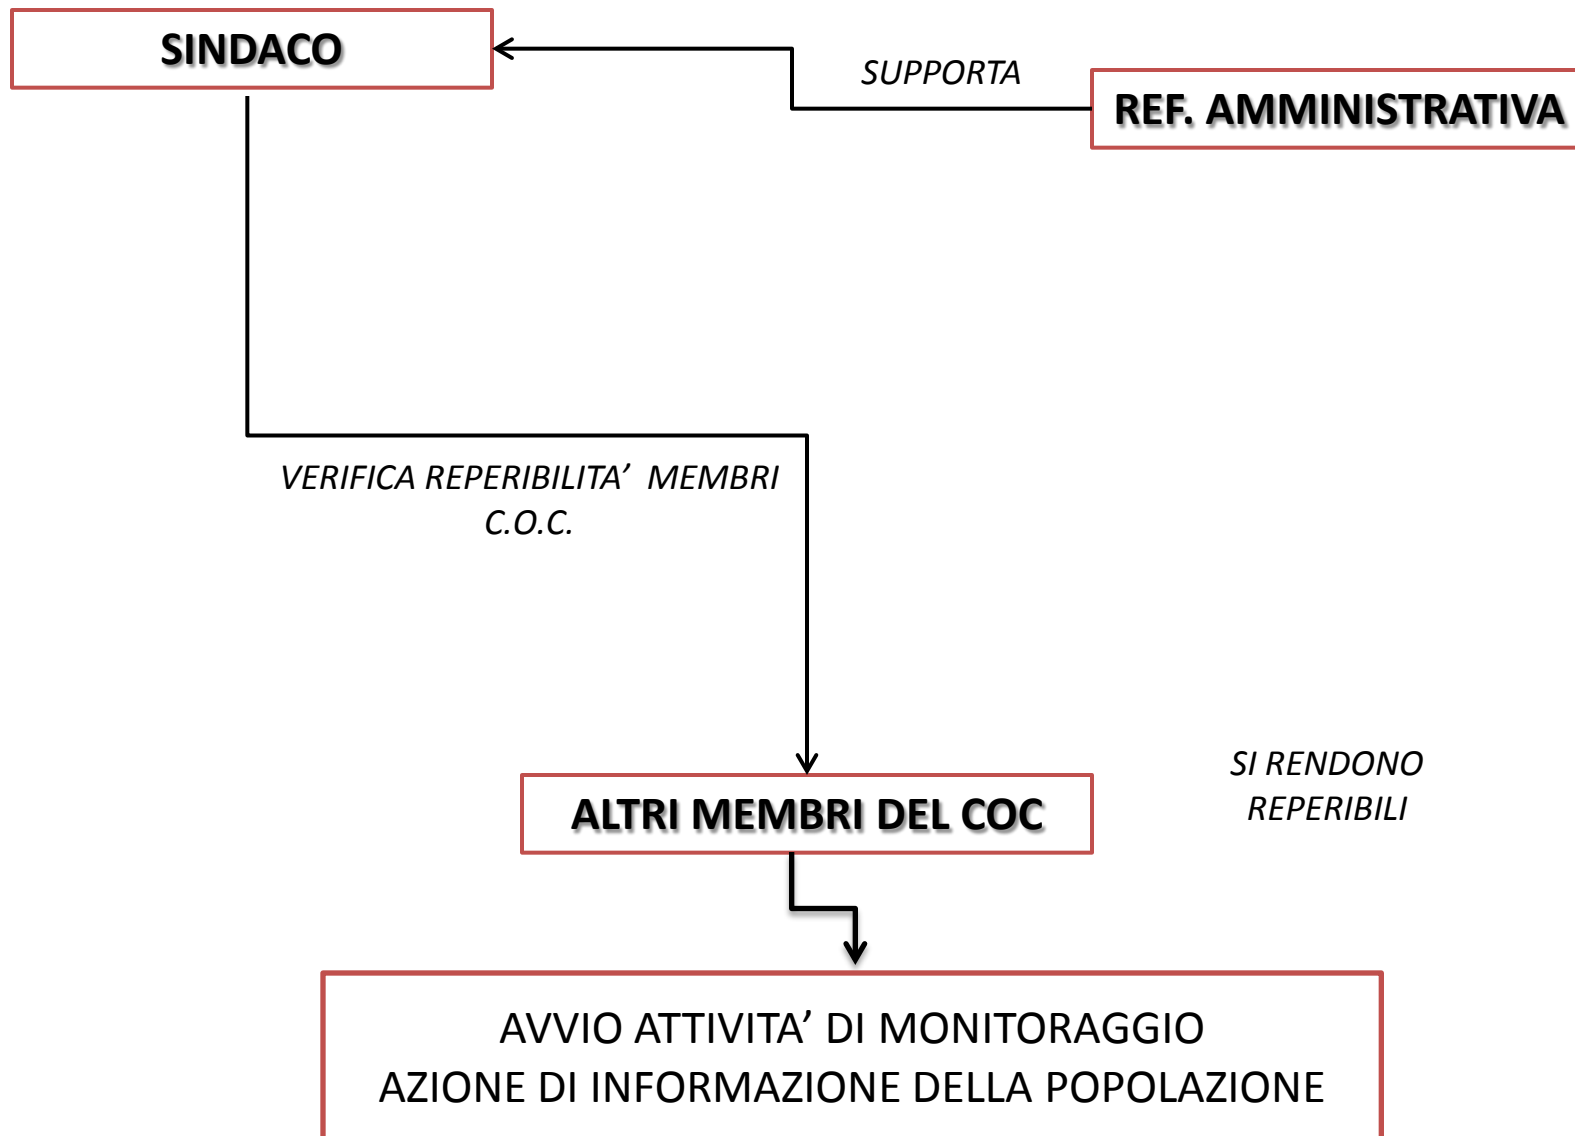 SINDACO
SUPPORTA
REF. AMMINISTRATIVA
VERIFICA REPERIBILITA’ MEMBRI
C.O.C.
SI RENDONO
REPERIBILI
ALTRI MEMBRI DEL COC
AVVIO ATTIVITA’ DI MONITORAGGIO
AZIONE DI INFORMAZIONE DELLA POPOLAZIONE